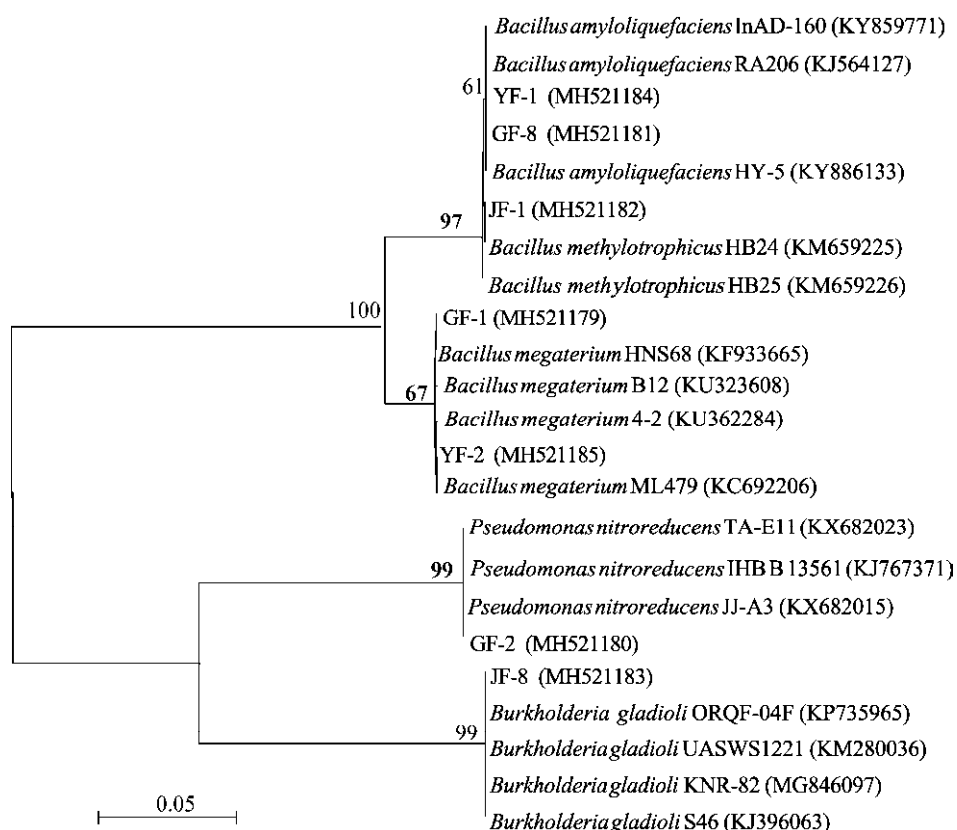 Bacillus amyloliquefaciens InAD-160 (KY859771)
Bacillus amyloliquefaciens RA206 (KJ564127)
61
YF-1 (MH521184)
GF-8 (MH521181)
Bacillus amyloliquefaciens HY-5 (KY886133)
JF-1 (MH521182)
97
Bacillus methylotrophicus HB24 (KM659225)
Bacillus methylotrophicus HB25 (KM659226)
100
GF-1 (MH521179)
Bacillus megaterium HNS68 (KF933665)
Bacillus megaterium B12 (KU323608)
67
Bacillus megaterium 4-2 (KU362284)
YF-2 (MH521185)
Bacillus megaterium ML479 (KC692206)
Pseudomonas nitroreducens TA-E11 (KX682023)
99
Pseudomonas nitroreducens IHB B 13561 (KJ767371)
Pseudomonas nitroreducens JJ-A3 (KX682015)
GF-2 (MH521180)
JF-8 (MH521183)
Burkholderia gladioli ORQF-04F (KP735965)
99
Burkholderia gladioli UASWS1221 (KM280036)
Burkholderia gladioli KNR-82 (MG846097)
0.05
Burkholderia gladioli S46 (KJ396063)